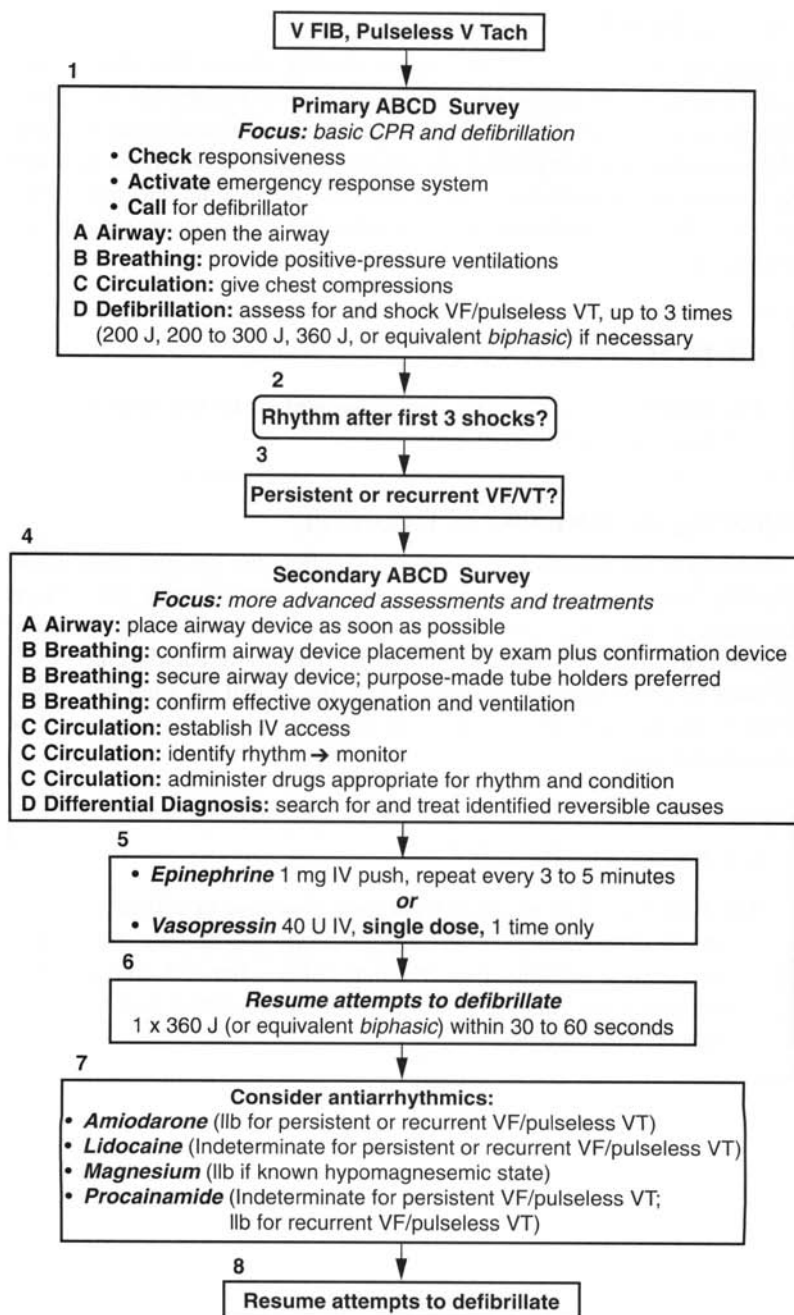 V FIB, Pulseless V Tach
1
Primary ABCD Survey
Focus: basic CPR and defibrillation
• Check responsiveness
• Activate emergency response system
• Call for defibrillator
A Airway: open the airway
B Breathing: provide positive-pressure ventilations
C Circulation: give chest compressions
D Defibrillation: assess for and shock VF/pulseless VT, up to 3 times
(200 J, 200 to 300 J, 360 J, or equivalent biphasic) if necessary
2
Rhythm after first 3 shocks?
3
Persistent or recurrent VF/VT?
4
Secondary ABCD Survey
Focus: more advanced assessments and treatments
A Airway: place airway device as soon as possible
B Breathing: confirm airway device placement by exam plus confirmation device
B Breathing: secure airway device; purpose-made tube holders preferred
B Breathing: confirm effective oxygenation and ventilation
C Circulation: establish IV access
C Circulation: identify rhythm → monitor
C Circulation: administer drugs appropriate for rhythm and condition
D Differential Diagnosis: search for and treat identified reversible causes
5
• Epinephrine 1 mg IV push, repeat every 3 to 5 minutes
or
• Vasopressin 40 U IV, single dose, 1 time only
6
Resume attempts to defibrillate
1 x 360 J (or equivalent biphasic) within 30 to 60 seconds
7
Consider antiarrhythmics:
• Amiodarone (IIb for persistent or recurrent VF/pulseless VT)
• Lidocaine (Indeterminate for persistent or recurrent VF/pulseless VT)
• Magnesium (IIb if known hypomagnesemic state)
• Procainamide (Indeterminate for persistent VF/pulseless VT;
IIb for recurrent VF/pulseless VT)
8
Resume attempts to defibrillate